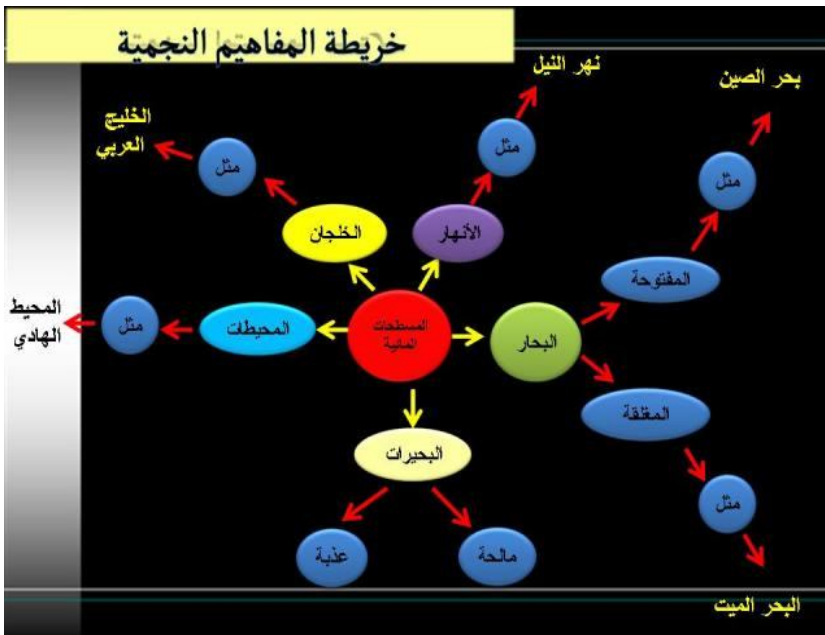 خريطة المفاهيم النجمية
بحر الصين
نهر النيل
الخليج
العربي
مثل
مثل
مثل
الخلجان
الأنهار
المفتوحة
المحيط
الهادي
مثل
المحيطات
المسطحات
المائية
البحار
المغلقة
البحيرات
مثل
عذبة
مالحة
البحر الميت